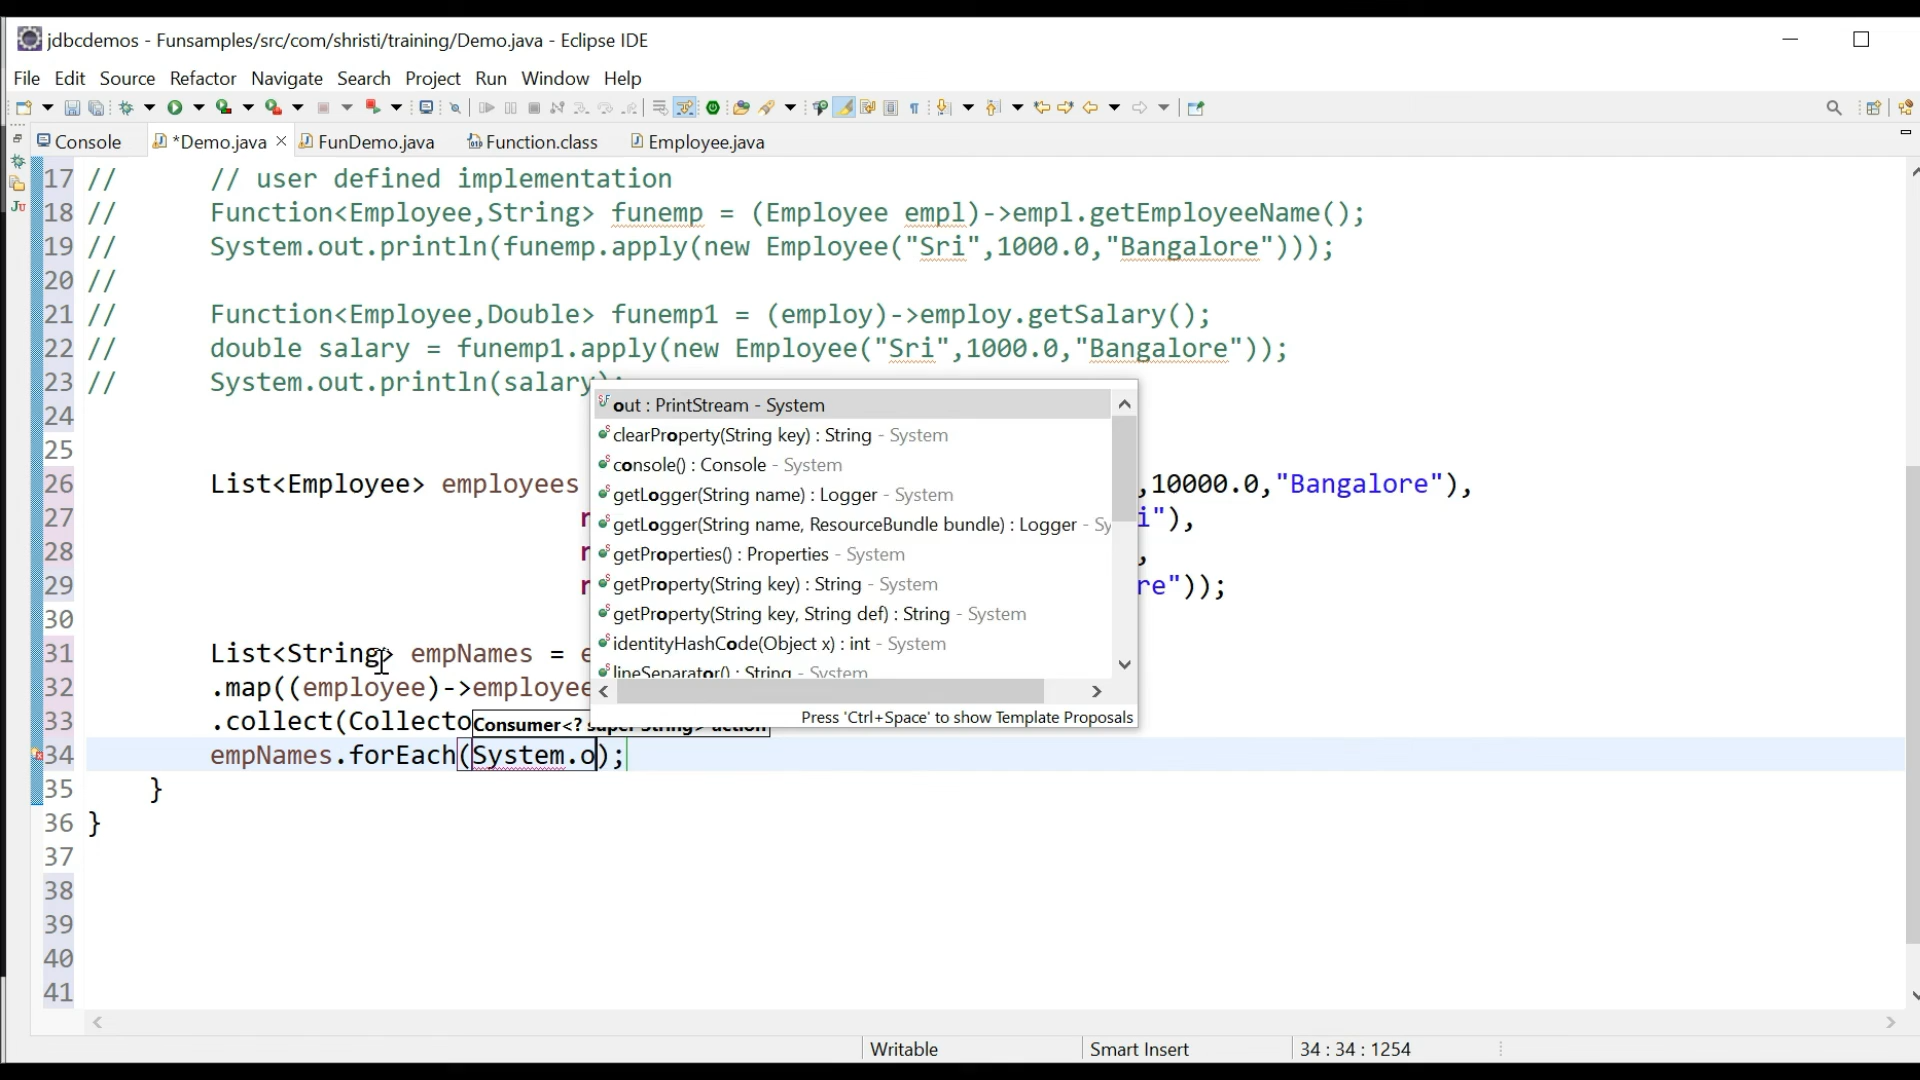 jdbcdemos - Funsamples/src/com/shristi/training/Demo.java - Eclipse IDE
File Edit Source Refactor Navigate Search Project Run Window Help
Console *Demo.java FunDemo.java Function.class Employee.java
17 // // user defined implementation
18 // Function<Employee,String> funemp = (Employee empl)->empl.getEmployeeName();
19 // System.out.println(funemp.apply(new Employee("Sri",1000.0,"Bangalore")));
20 //
21 // Function<Employee,Double> funemp1 = (employ)->employ.getSalary();
22 // double salary = funemp1.apply(new Employee("Sri",1000.0,"Bangalore"));
23 // System.out.println(salary);
24
25
26 List<Employee> employees ,10000.0,"Bangalore"),
27 i"),
28 ,
29 re"));
30
31 List<String> empNames =
32 .map((employee)->employee
33 .collect(Collecto
34 empNames.forEach(System.o);
35 }
36 }
37
38
39
40
41
out : PrintStream - System
clearProperty(String key) : String - System
console() : Console - System
getLogger(String name) : Logger - System
getLogger(String name, ResourceBundle bundle) : Logger - Sy
getProperties() : Properties - System
getProperty(String key) : String - System
getProperty(String key, String def) : String - System
identityHashCode(Object x) : int - System
lineSeparator() : String - System
Press 'Ctrl+Space' to show Template Proposals
Consumer<? super String> action
Writable Smart Insert 34 : 34 : 1254